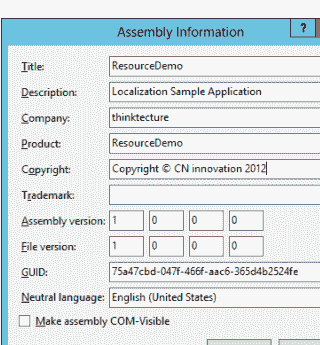 Assembly Information
?
Title: ResourceDemo
Description: Localization Sample Application
Company: thinktecture
Product: ResourceDemo
Copyright: Copyright © CN innovation 2012
Trademark:
Assembly version: 1 0 0 0
File version: 1 0 0 0
GUID: 75a47cbd-047f-466f-aac6-365d4b2524fe
Neutral language: English (United States)
Make assembly COM-Visible